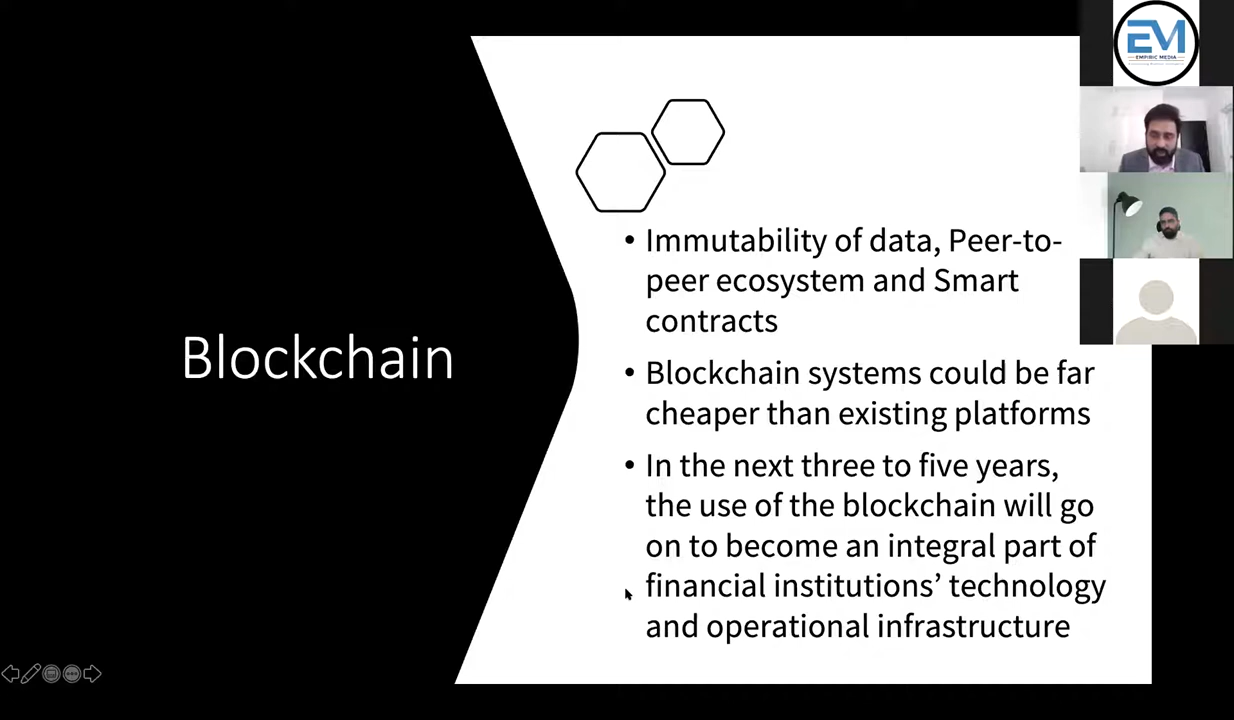 EM
EMPIRIC MEDIA
Blockchain
• Immutability of data, Peer-to-
peer ecosystem and Smart
contracts
• Blockchain systems could be far
cheaper than existing platforms
• In the next three to five years,
the use of the blockchain will go
on to become an integral part of
financial institutions’ technology
and operational infrastructure